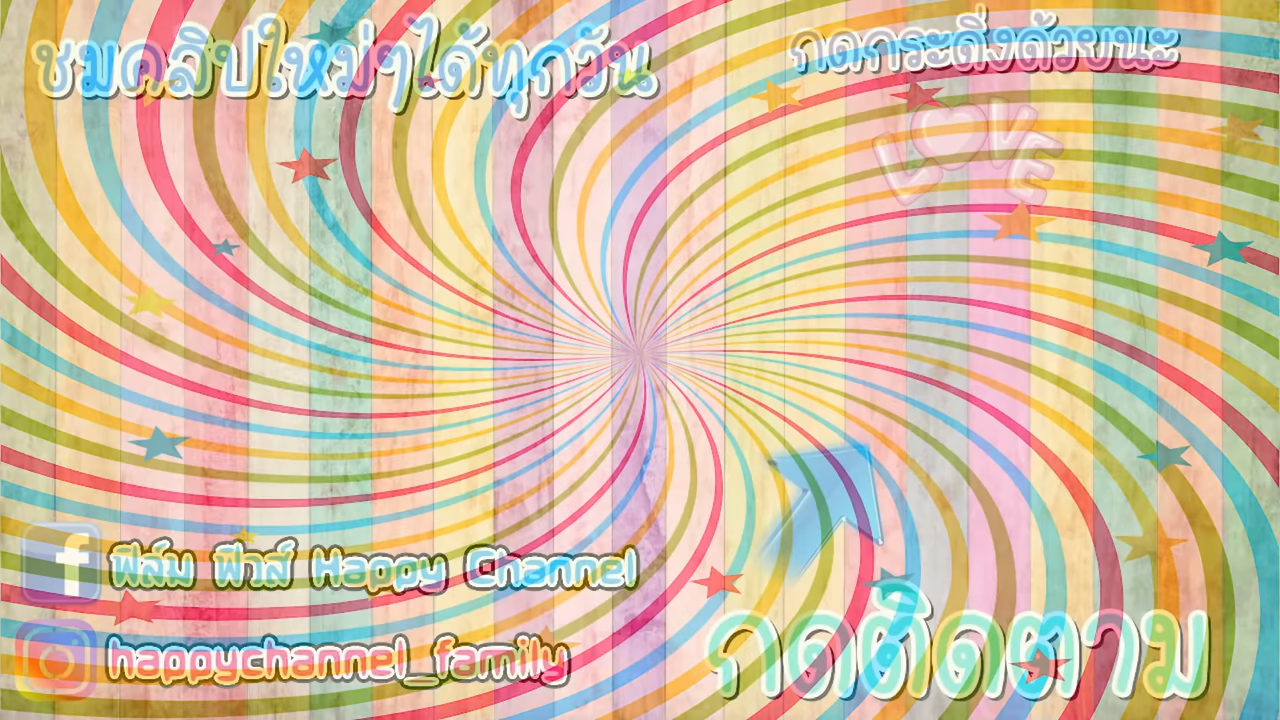 ชมคลิปใหม่ๆได้ทุกวัน
กดกระดิ่งด้วยนะ
LOVE
f ฟิล์ม ฟิวส์ Happy Channel
happychannel_family
กดติดตาม